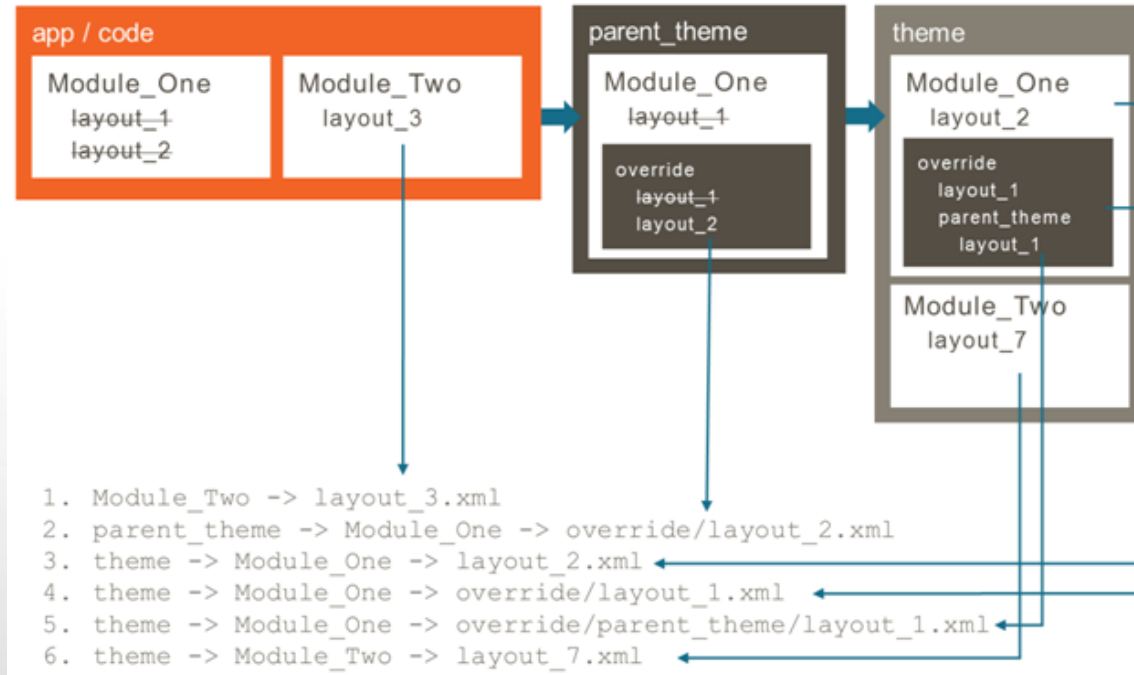 app / code
Module_One
layout_1
layout_2
Module_Two
layout_3
parent_theme
Module_One
layout_1
override
layout_1
layout_2
theme
Module_One
layout_2
override
layout_1
parent_theme
layout_1
Module_Two
layout_7
1. Module_Two -> layout_3.xml
2. parent_theme -> Module_One -> override/layout_2.xml
3. theme -> Module_One -> layout_2.xml
4. theme -> Module_One -> override/layout_1.xml
5. theme -> Module_One -> override/parent_theme/layout_1.xml
6. theme -> Module_Two -> layout_7.xml